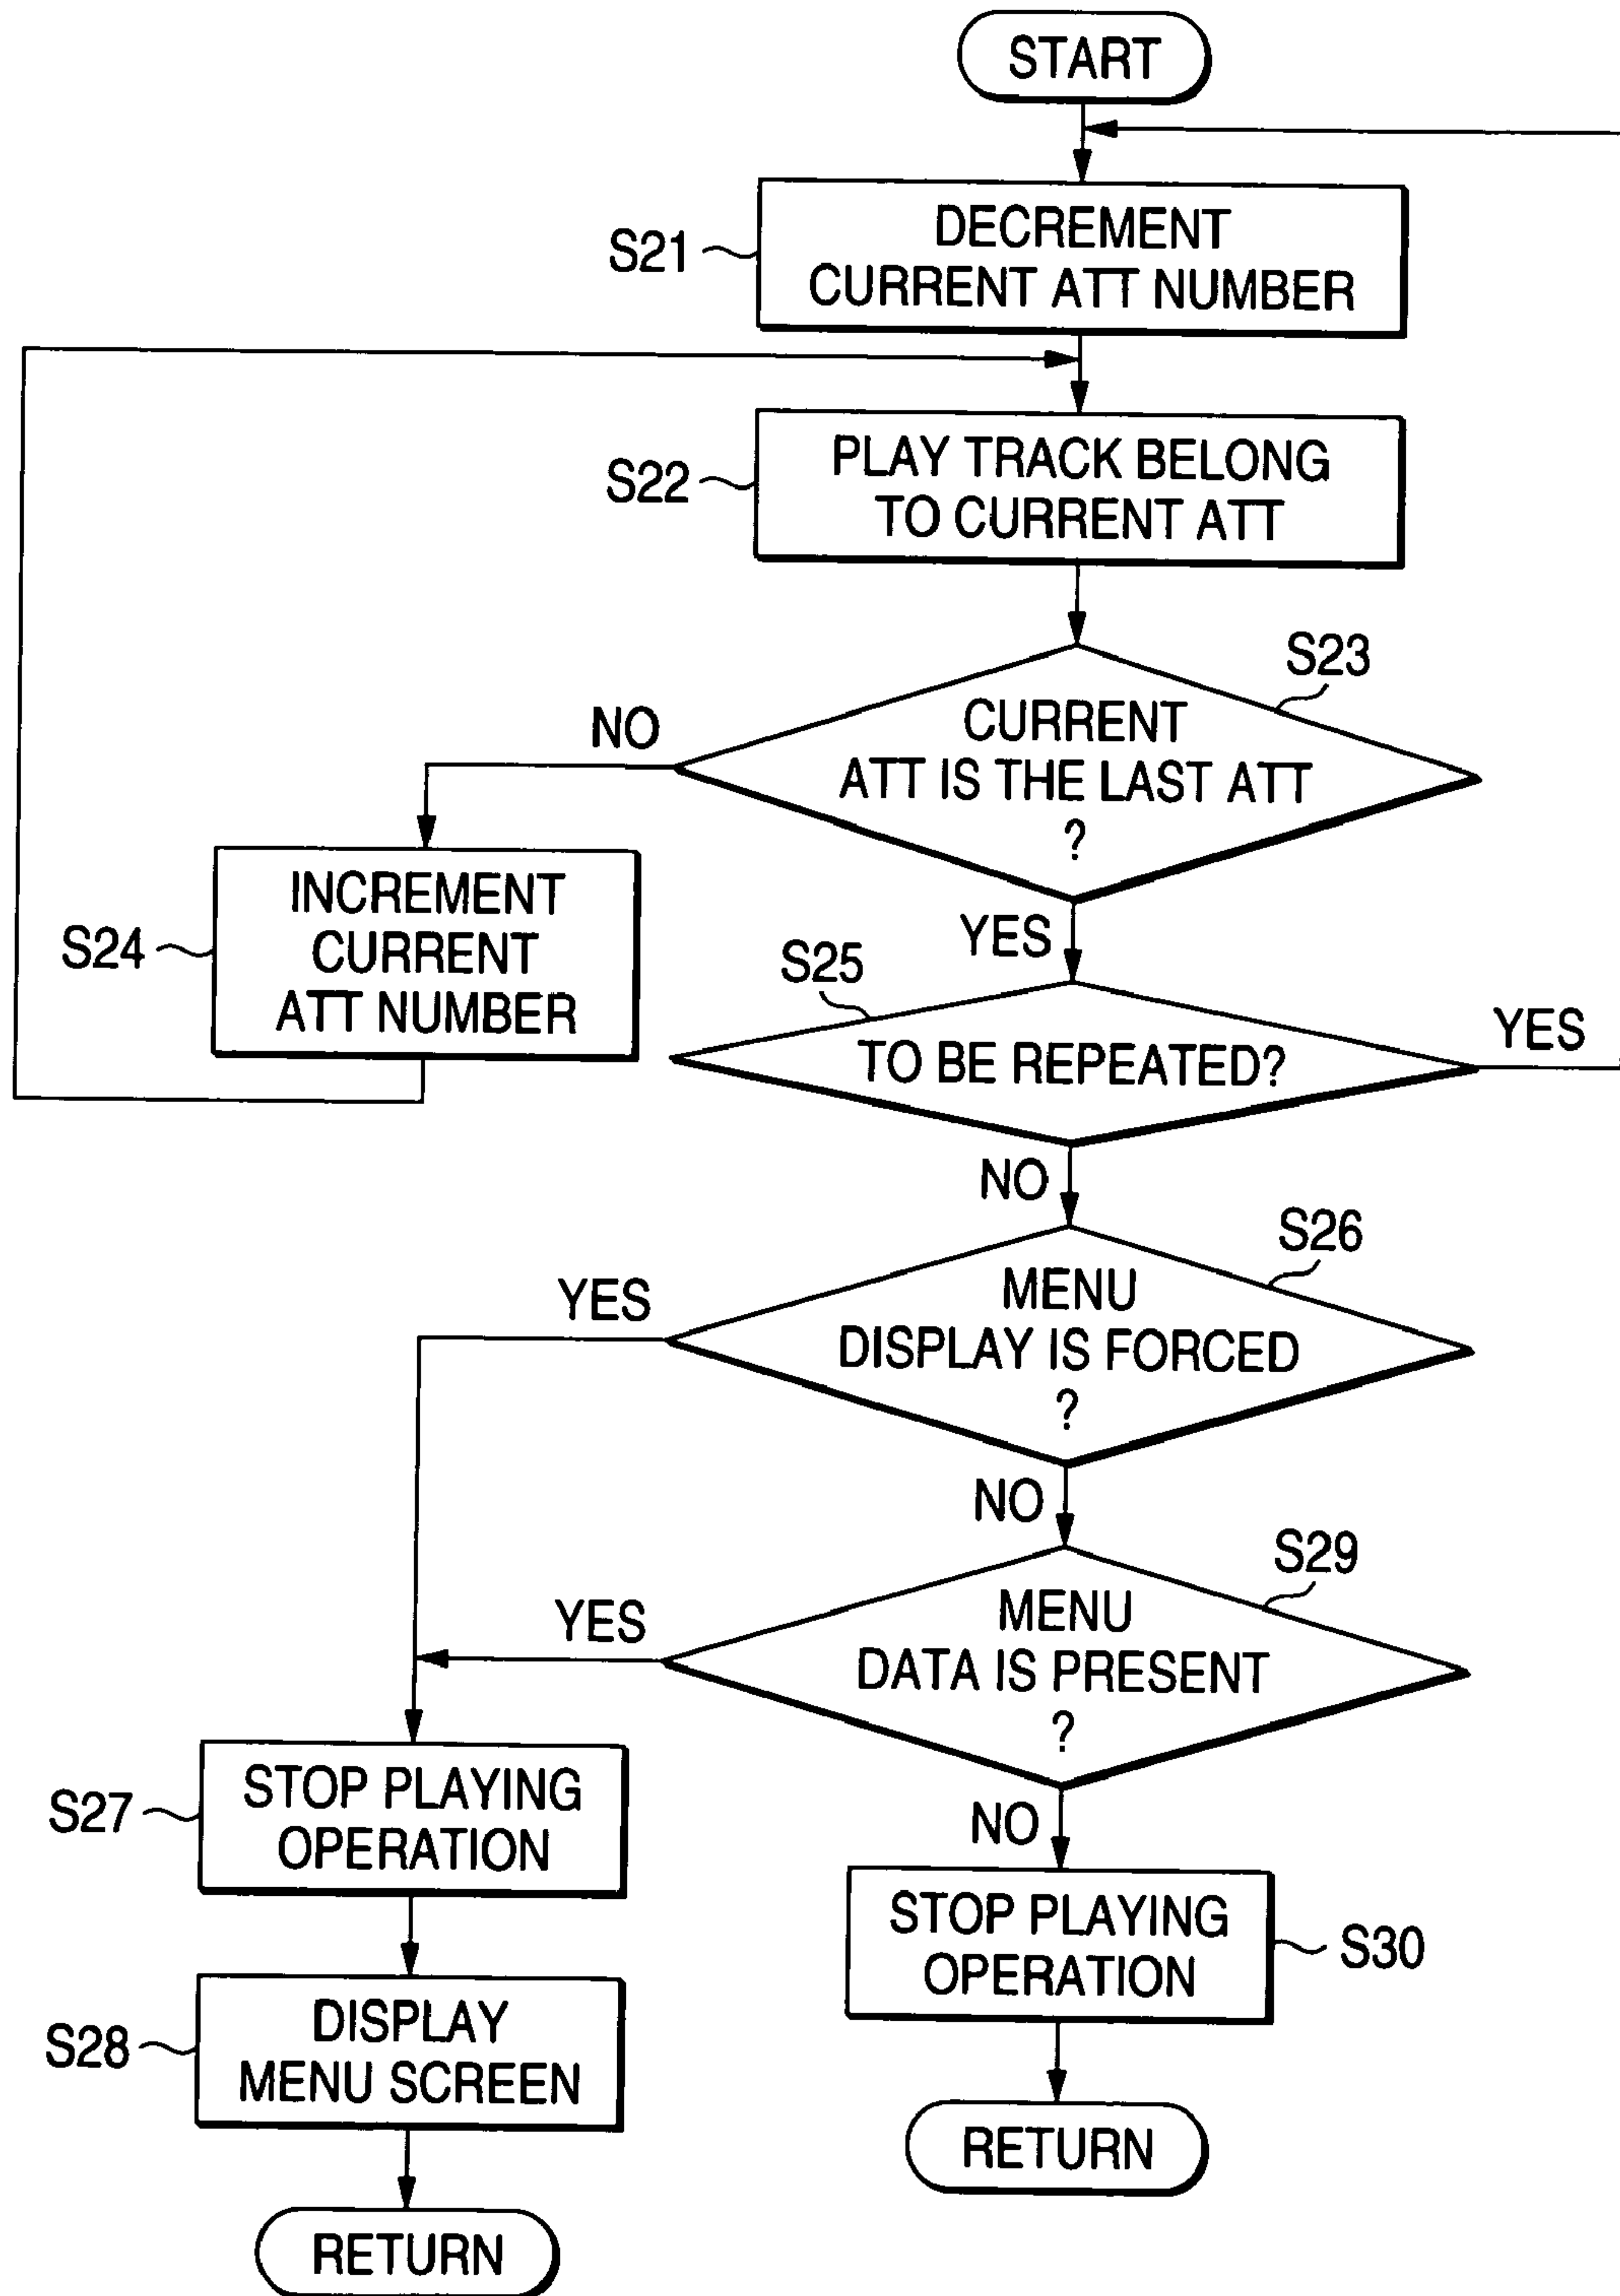 START
S21
DECREMENT
CURRENT ATT NUMBER
S22
PLAY TRACK BELONG
TO CURRENT ATT
S23
CURRENT
ATT IS THE LAST ATT
?
NO
YES
S24
INCREMENT
CURRENT
ATT NUMBER
S25
TO BE REPEATED?
YES
NO
S26
MENU
DISPLAY IS FORCED
?
YES
NO
S29
MENU
DATA IS PRESENT
?
YES
NO
S27
STOP PLAYING
OPERATION
STOP PLAYING
OPERATION
S30
S28
DISPLAY
MENU SCREEN
RETURN
RETURN